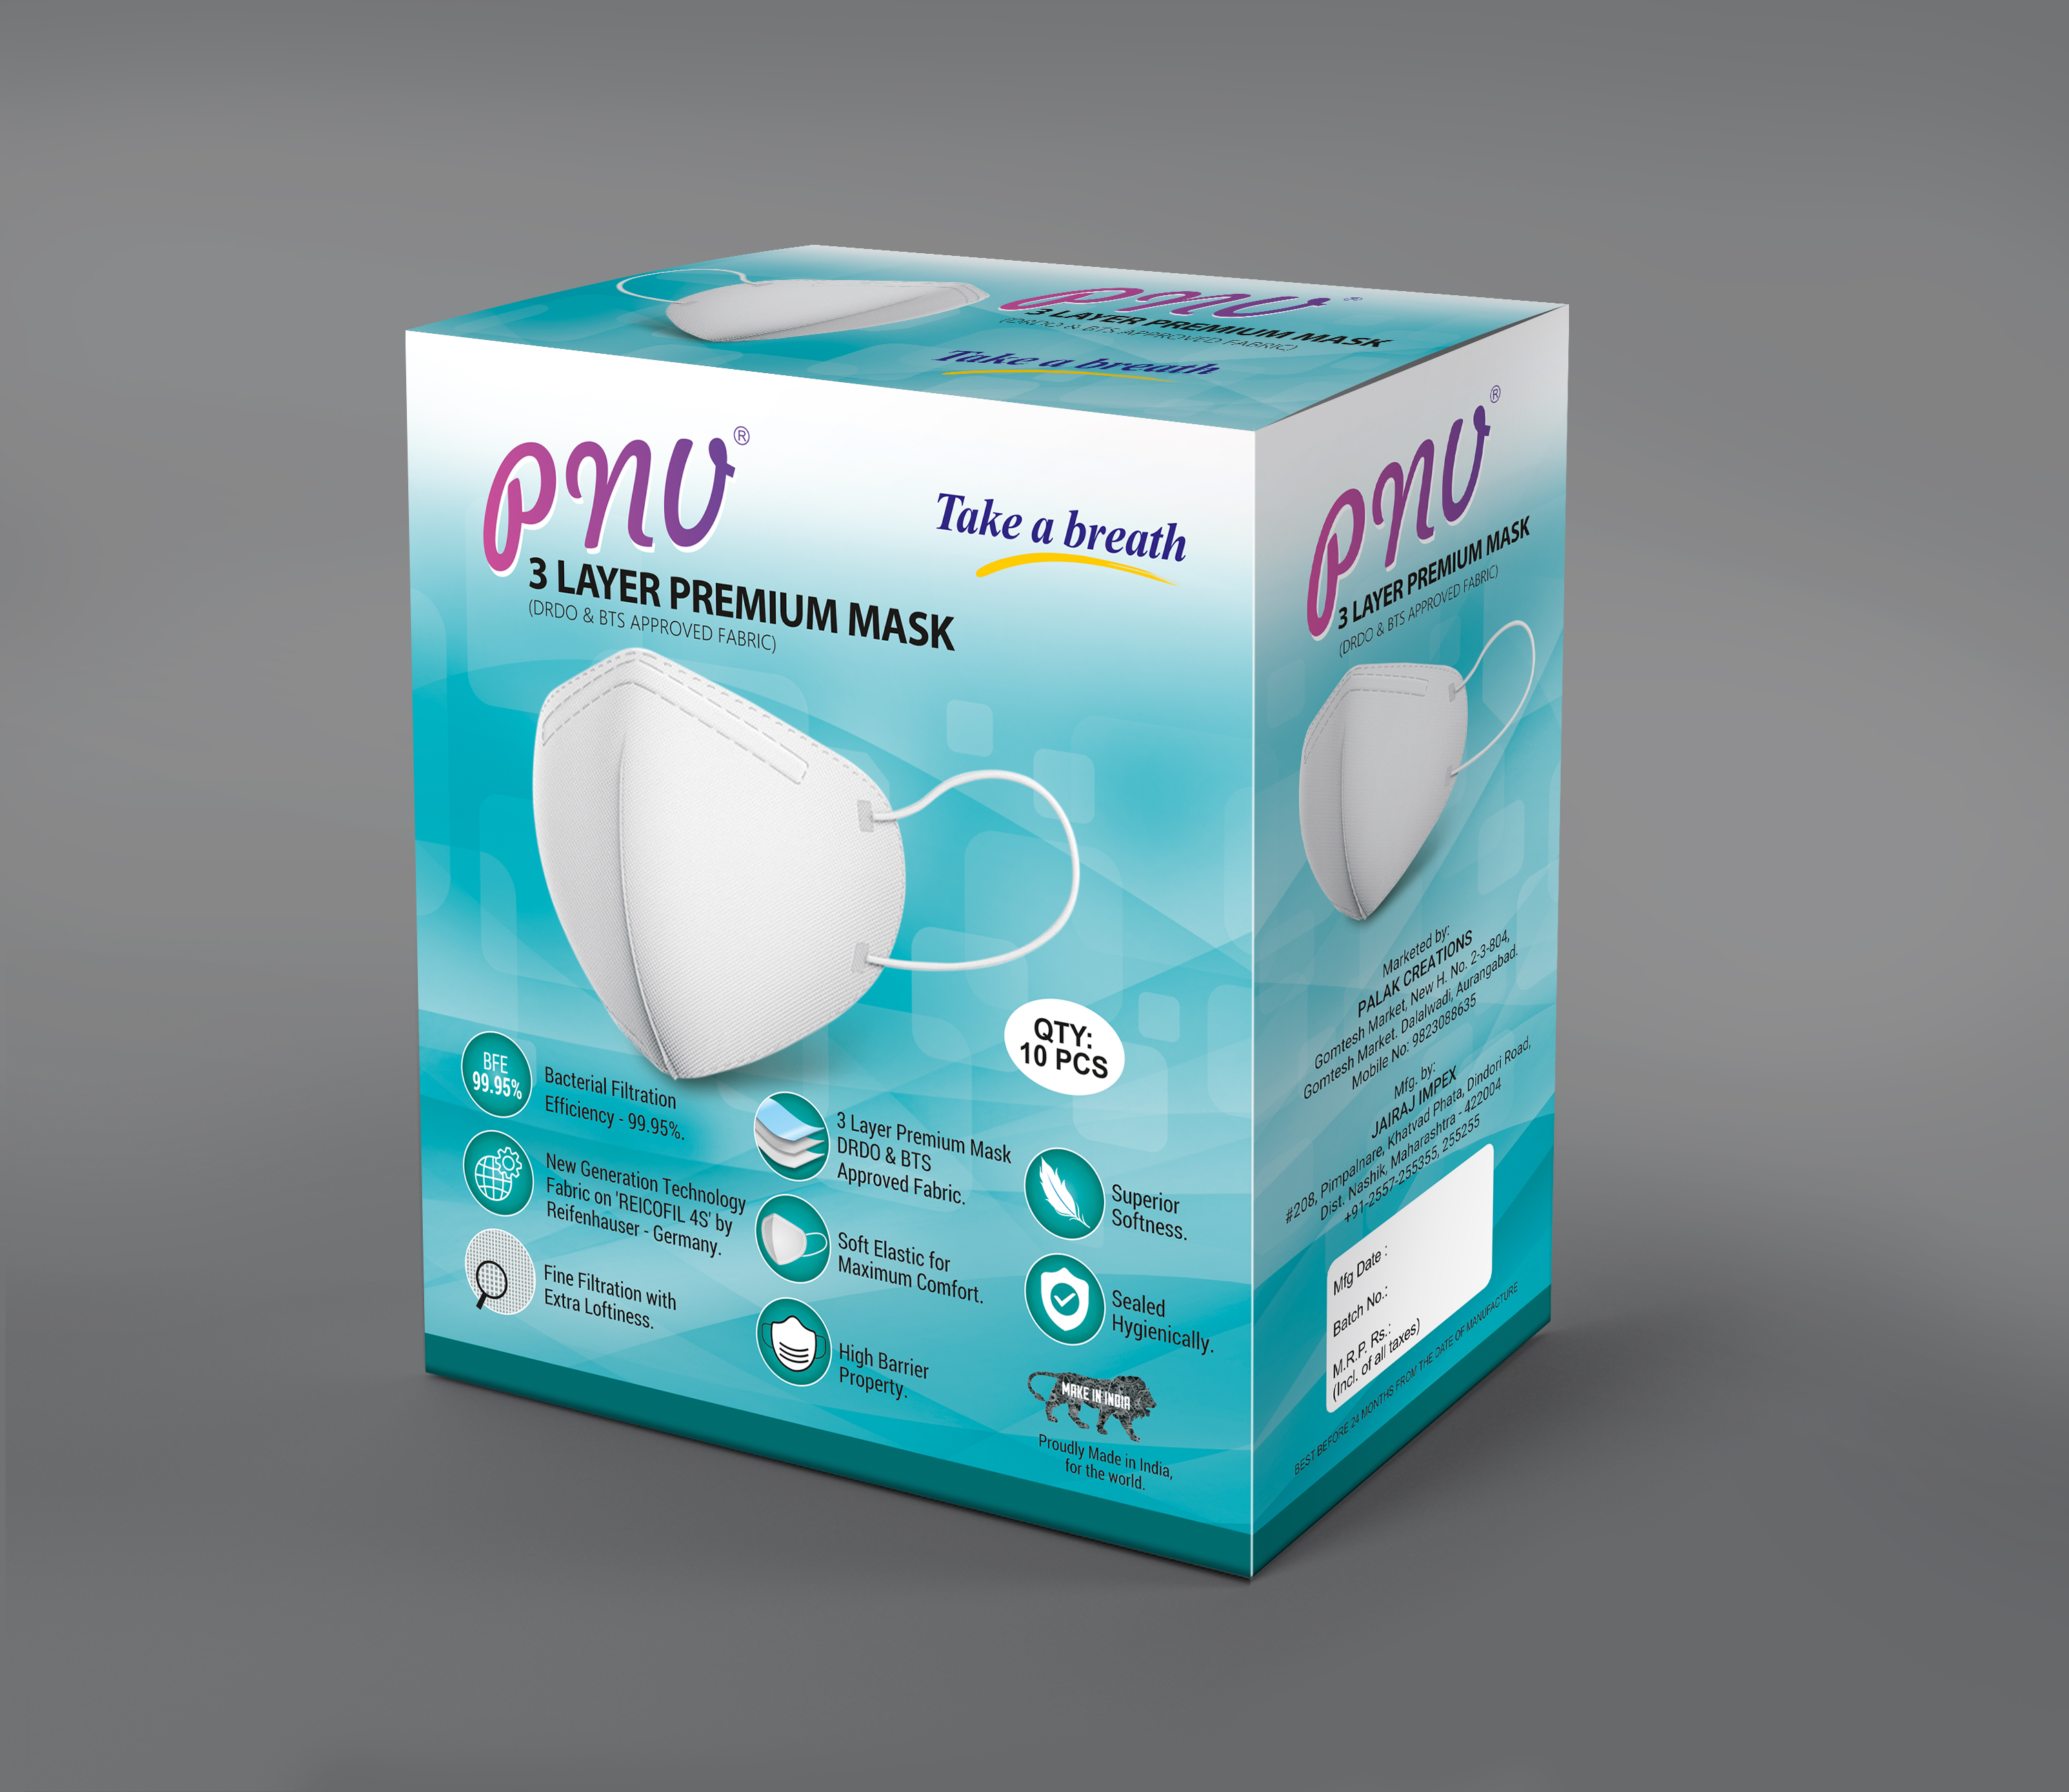 pnv®
3 LAYER PREMIUM MASK
(DRDO & BTS APPROVED FABRIC)
Take a breath
pnv®
3 LAYER PREMIUM MASK
(DRDO & BTS APPROVED FABRIC)
Take a breath
QTY:
10 PCS
BFE
99.95%
Bacterial Filtration
Efficiency - 99.95%.
New Generation Technology
Fabric on 'REICOFIL 4S' by
Reifenhauser - Germany.
Fine Filtration with
Extra Loftiness.
3 Layer Premium Mask
DRDO & BTS
Approved Fabric.
Soft Elastic for
Maximum Comfort.
High Barrier
Property.
Superior
Softness.
Sealed
Hygienically.
MAKE IN INDIA
Proudly Made in India,
for the world.
pnv®
3 LAYER PREMIUM MASK
(DRDO & BTS APPROVED FABRIC)
Marketed by:
PALAK CREATIONS
Gomtesh Market, New H. No. 2-3-804,
Gomtesh Market. Dalalwadi, Aurangabad.
Mobile No: 9823088635
Mfg. by:
JAIRAJ IMPEX
#208, Pimpalnare, Khatvad Phata, Dindori Road,
Dist. Nashik, Maharashtra - 422004
+91-2557-255355, 255255
Mfg Date :
Batch No.:
M.R.P. Rs.:
(Incl. of all taxes)
BEST BEFORE 24 MONTHS FROM THE DATE OF MANUFACTURE